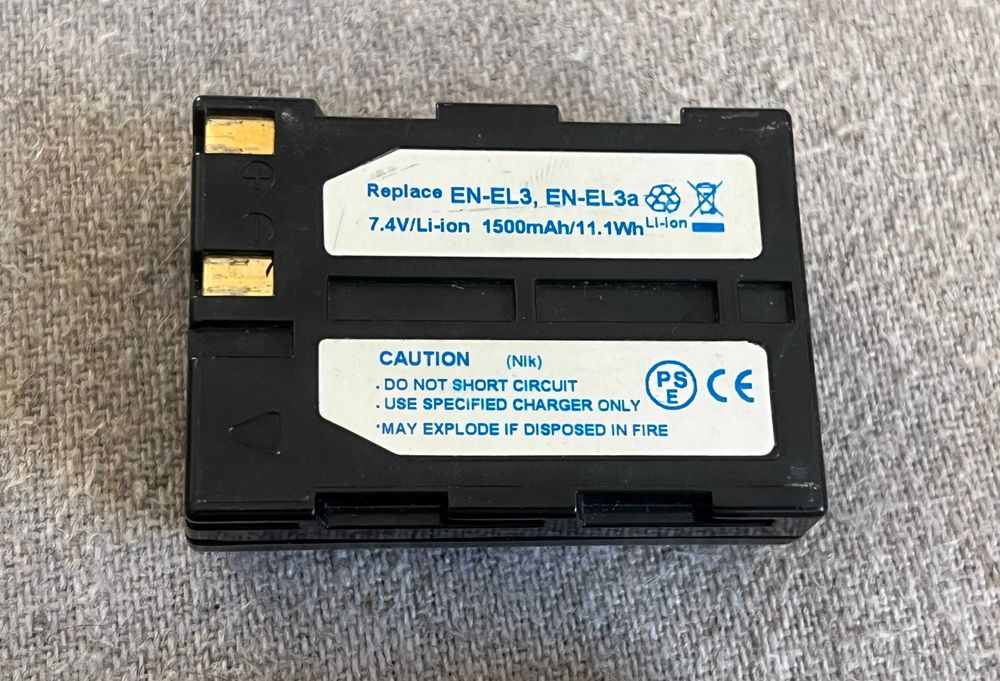 Replace EN-EL3, EN-EL3a
7.4V/Li-ion 1500mAh/11.1Wh Li-ion
CAUTION (Nik)
. DO NOT SHORT CIRCUIT
. USE SPECIFIED CHARGER ONLY
·MAY EXPLODE IF DISPOSED IN FIRE
PS
E
CE